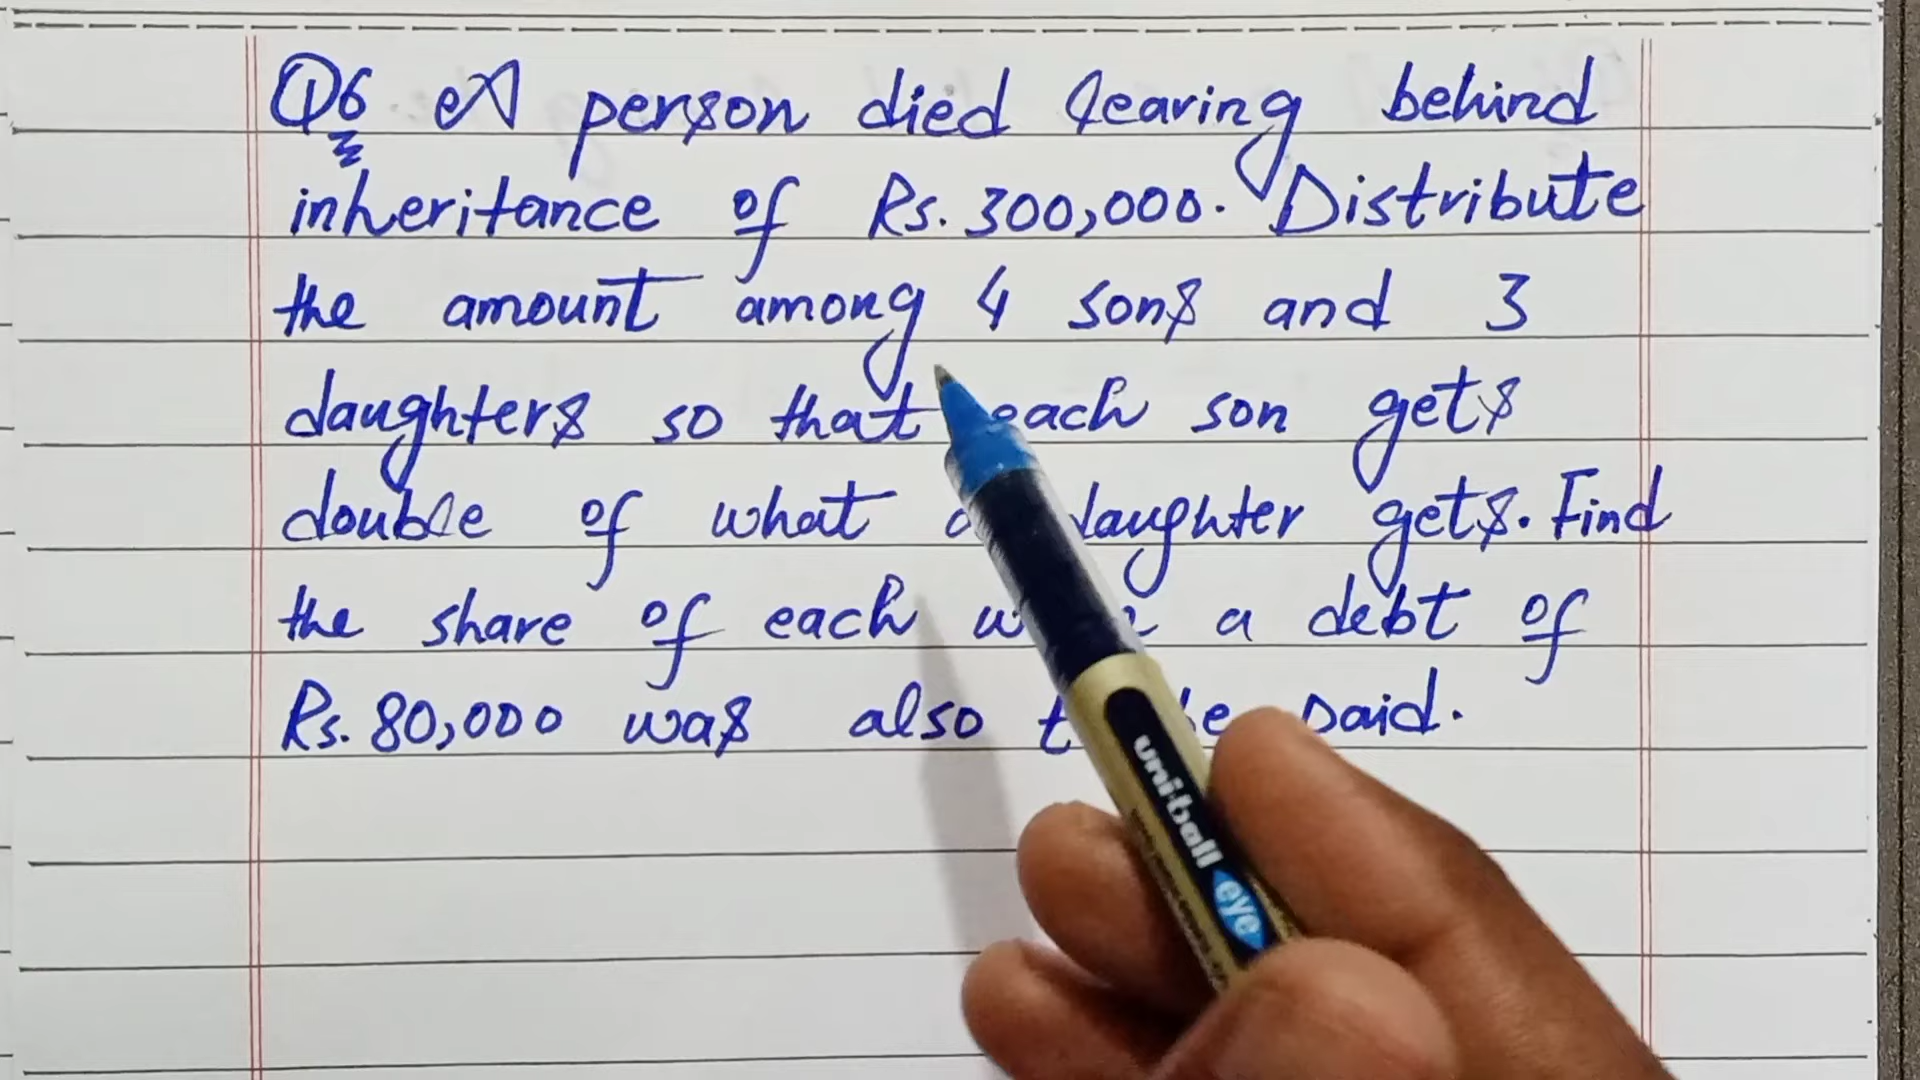 Q6 A person died leaving behind
inheritance of Rs. 300,000. Distribute
the amount among 4 sons and 3
daughters so that each son gets
double of what daughter gets. Find
the share of each a debt of
Rs. 80,000 was also paid.
uni-ball eye